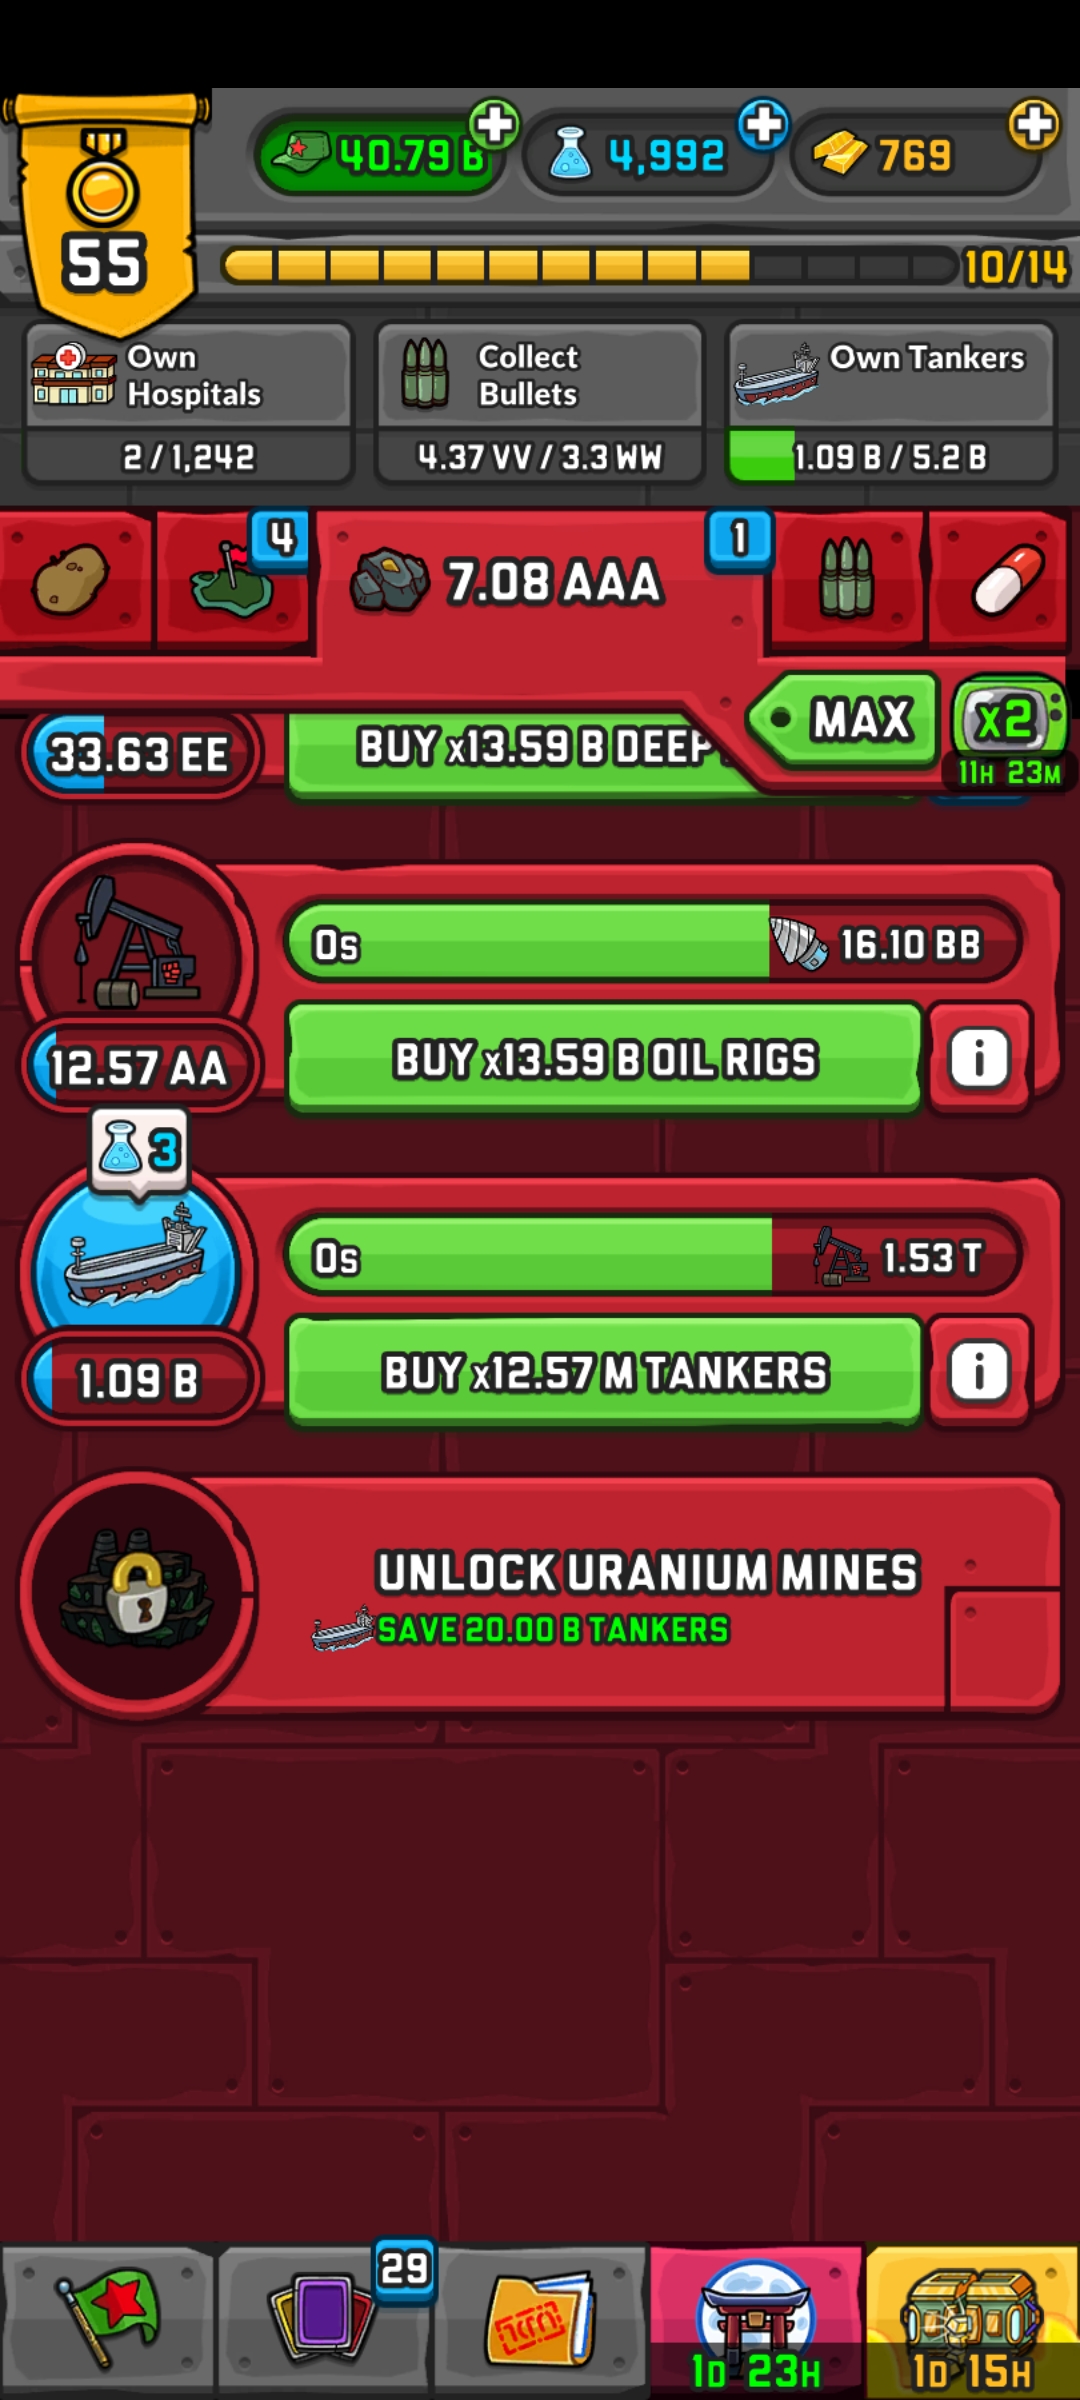 40.79 B
4,992
769
55
10/14
Own
Hospitals
2 / 1,242
Collect
Bullets
4.37 VV / 3.3 WW
Own Tankers
1.09 B / 5.2 B
4
7.08 AAA
1
MAX
x2
11H 23M
33.63 EE
BUY x13.59 B DEEP
0s
16.10 BB
12.57 AA
BUY x13.59 B OIL RIGS
i
3
0s
1.53 T
1.09 B
BUY x12.57 M TANKERS
i
UNLOCK URANIUM MINES
SAVE 20.00 B TANKERS
29
1D 23H
1D 15H